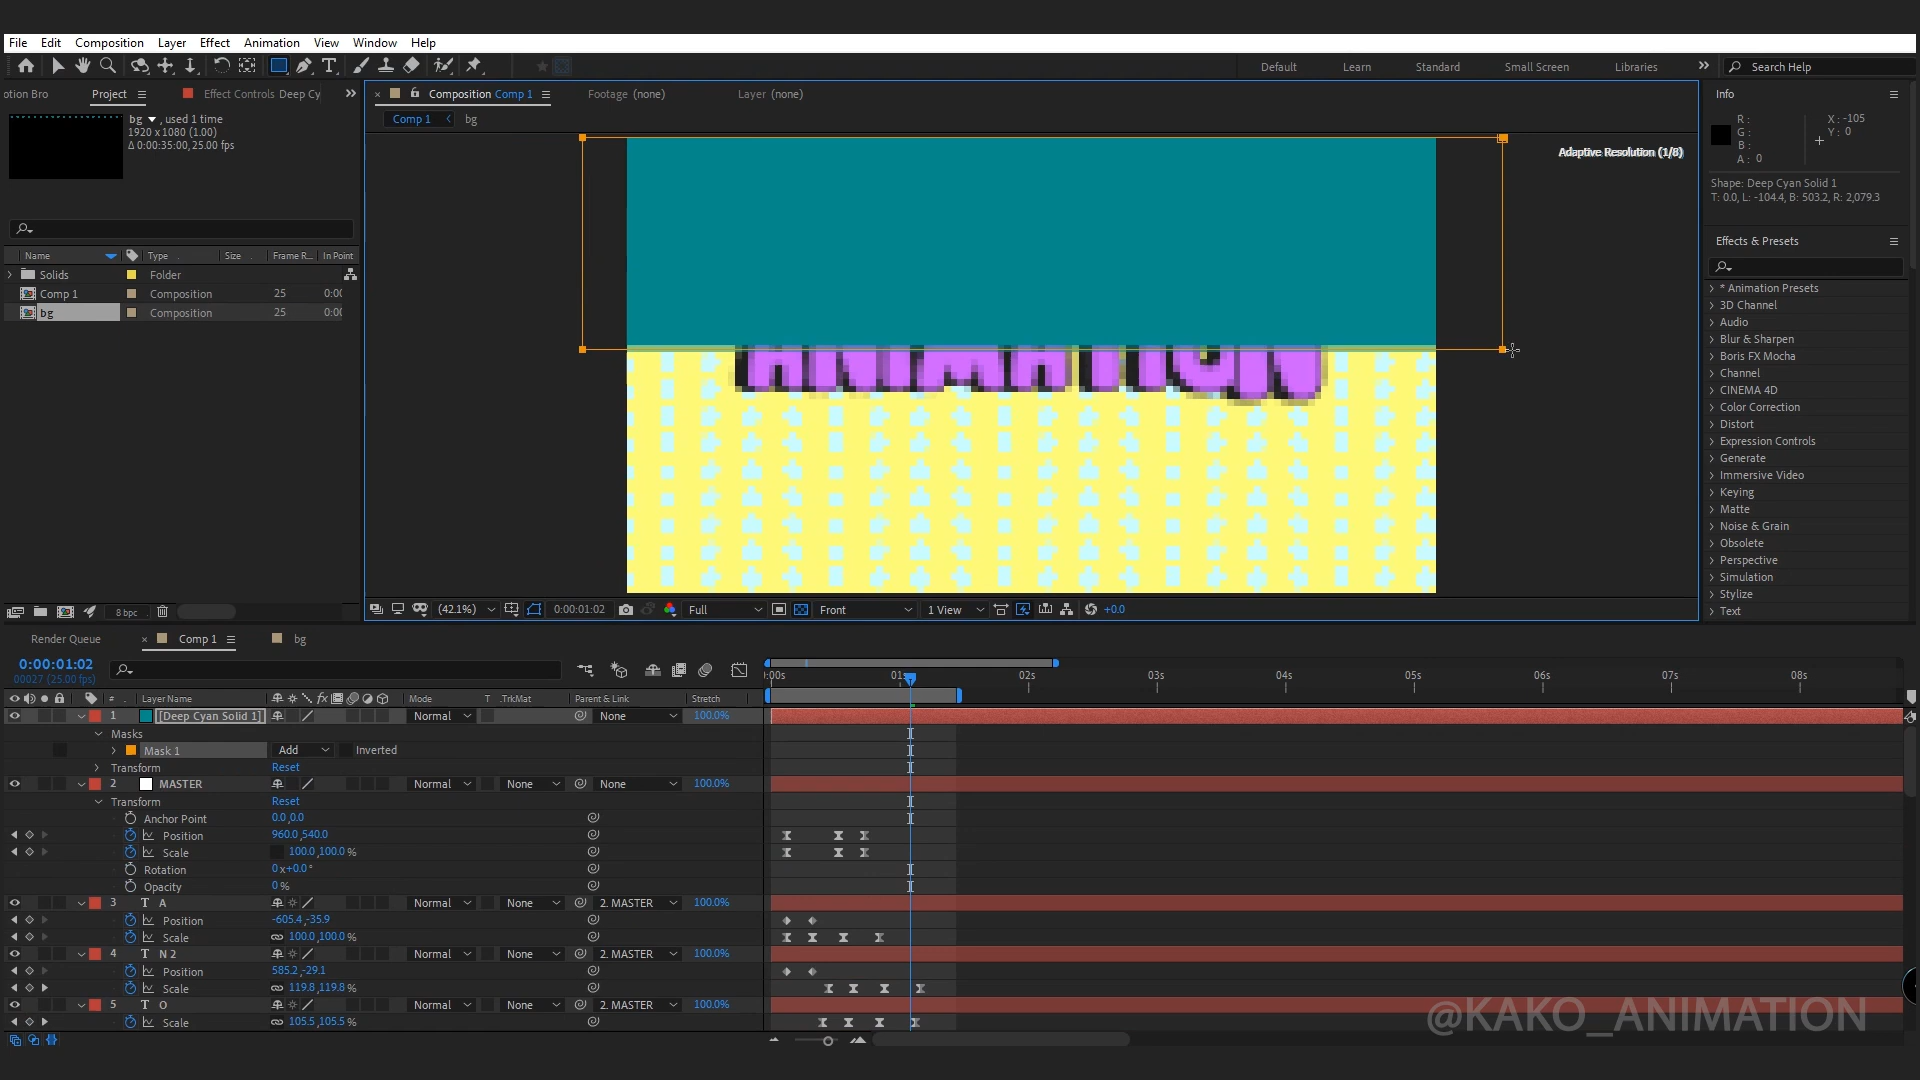 File Edit Composition Layer Effect Animation View Window Help
Default Learn Standard Small Screen Libraries Search Help
otion Bro Project Effect Controls Deep Cy Composition Comp 1 Footage (none) Layer (none) Info
Comp 1 bg
bg , used 1 time
1920 x 1080 (1.00)
Δ 0:00:35:00, 25.00 fps
R : X : -105
G : Y : 0
B :
A : 0
Adaptive Resolution (1/8)
Shape: Deep Cyan Solid 1
T: 0.0, L: -104.4, B: 503.2, R: 2,079.3
Effects & Presets
Name Type Size Frame R... In Point
Solids Folder
Comp 1 Composition 25 0:00
bg Composition 25 0:00
* Animation Presets
3D Channel
Audio
Blur & Sharpen
Boris FX Mocha
Channel
CINEMA 4D
Color Correction
Distort
Expression Controls
Generate
Immersive Video
Keying
Matte
Noise & Grain
Obsolete
Perspective
Simulation
Stylize
Text
ANIMATION
8 bpc (42.1%) 0:00:01:02 Full Front 1 View +0.0
Render Queue Comp 1 bg
0:00:01:02
00027 (25.00 fps)
:00s 01s 02s 03s 04s 05s 06s 07s 08s
# Layer Name Mode T .TrkMat Parent & Link Stretch
1 [Deep Cyan Solid 1] Normal None 100.0%
Masks
Mask 1 Add Inverted
Transform Reset
2 MASTER Normal None None 100.0%
Transform Reset
Anchor Point 0.0,0.0
Position 960.0,540.0
Scale 100.0,100.0 %
Rotation 0x+0.0°
Opacity 0 %
3 T A Normal None 2. MASTER 100.0%
Position -605.4,-35.9
Scale 100.0,100.0 %
4 T N 2 Normal None 2. MASTER 100.0%
Position 585.2,-29.1
Scale 119.8,119.8 %
5 T O Normal None 2. MASTER 100.0%
Scale 105.5,105.5 %
@KAKO_ANIMATION